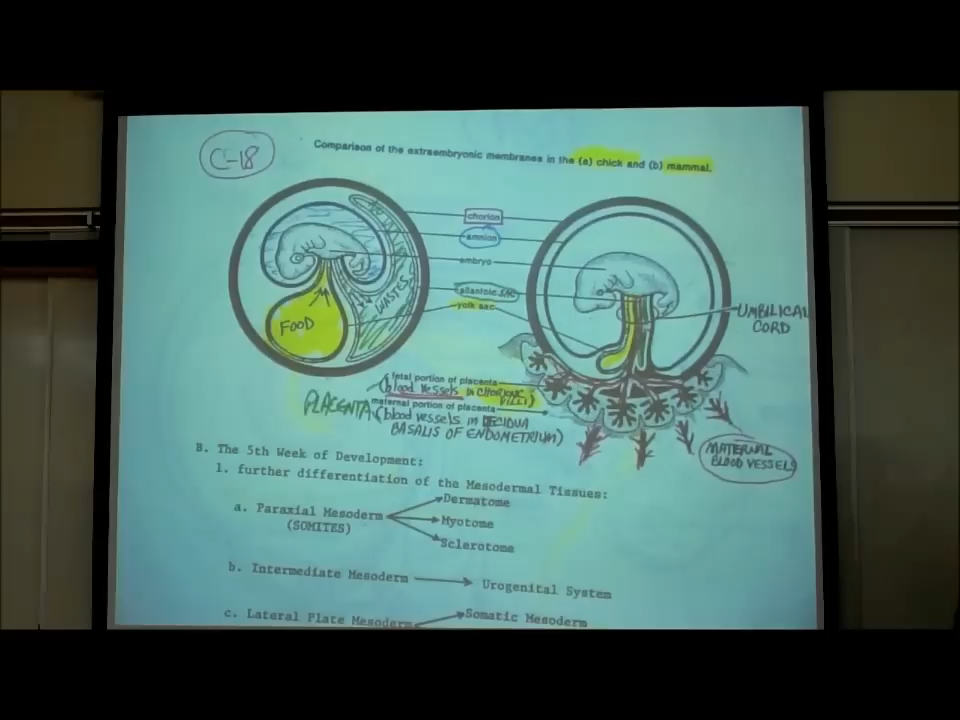 C-18
Comparison of the extraembryonic membranes in the (a) chick and (b) mammal.
chorion
amnion
embryo
allantoic SAC
yolk sac
WASTES
FOOD
UMBILICAL
CORD
fetal portion of placenta
(blood vessels in CHORIONIC
VILLI)
PLACENTA
maternal portion of placenta
(blood vessels in DECIDUA
BASALIS OF ENDOMETRIUM)
MATERNAL
BLOOD VESSELS
B. The 5th Week of Development:
1. further differentiation of the Mesodermal Tissues:
a. Paraxial Mesoderm
(SOMITES)
Dermatome
Myotome
Sclerotome
b. Intermediate Mesoderm
Urogenital System
c. Lateral Plate Mesoderm
Somatic Mesoderm